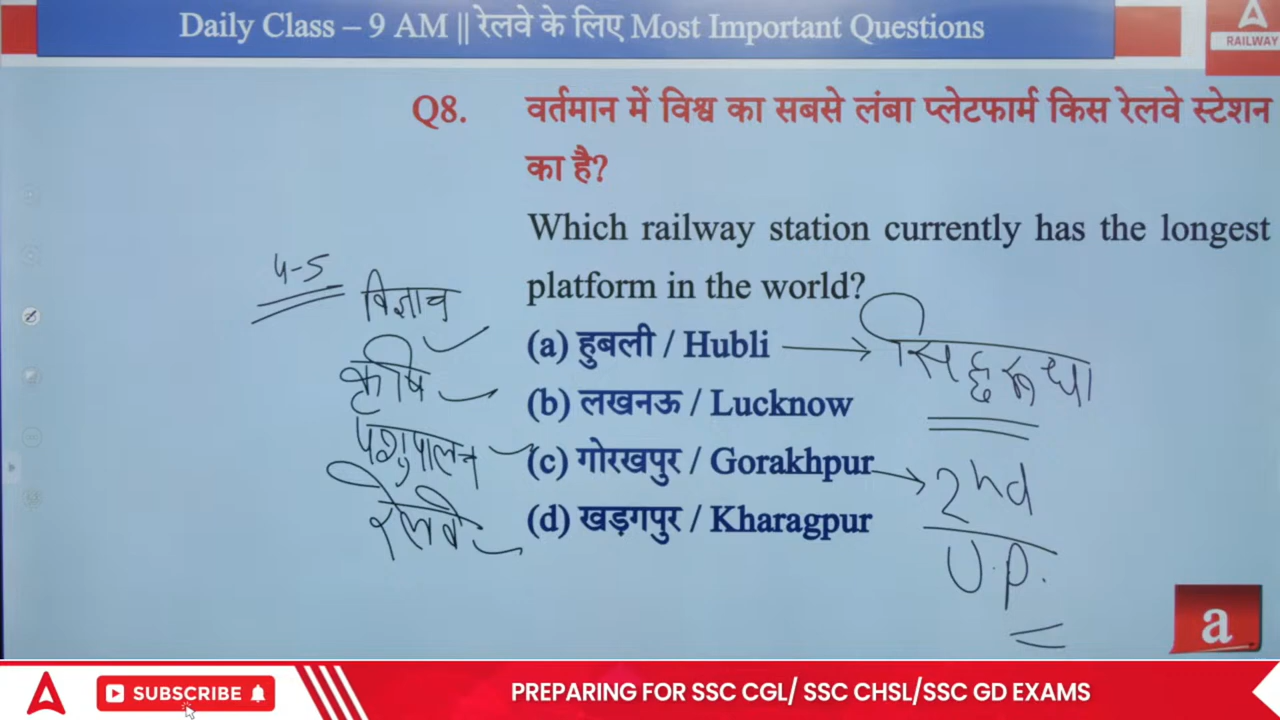 Daily Class – 9 AM || रेलवे के लिए Most Important Questions
RAILWAY
Q8. वर्तमान में विश्व का सबसे लंबा प्लेटफार्म किस रेलवे स्टेशन
का है?
Which railway station currently has the longest
platform in the world?
4-5
विज्ञान
कृषि
पशुपालन
रेलवे
(a) हुबली / Hubli
(b) लखनऊ / Lucknow
(c) गोरखपुर / Gorakhpur
(d) खड़गपुर / Kharagpur
सिद्धरूधा
2nd
U.P.
a
SUBSCRIBE
PREPARING FOR SSC CGL/ SSC CHSL/SSC GD EXAMS